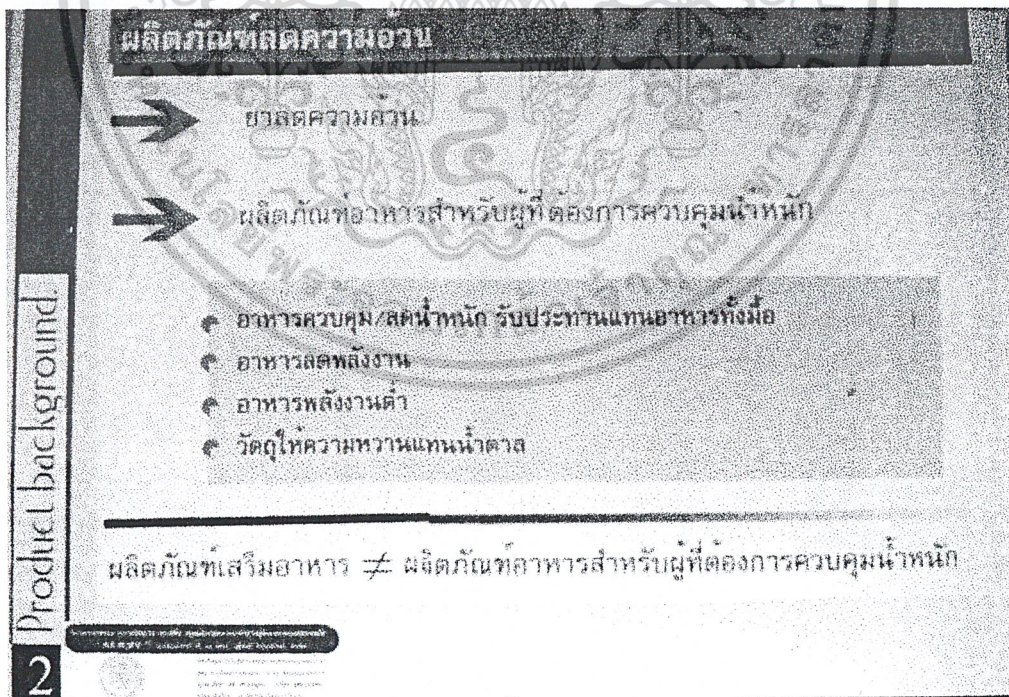 ผลิตภัณฑ์ลดความอ้วน
ยาลดความอ้วน
ผลิตภัณฑ์อาหารสำหรับผู้ที่ต้องการควบคุมน้ำหนัก
อาหารควบคุม/ลดน้ำหนัก รับประทานแทนอาหารทั้งมื้อ
อาหารลดพลังงาน
อาหารพลังงานต่ำ
วัตถุให้ความหวานแทนน้ำตาล
ผลิตภัณฑ์เสริมอาหาร ≠ ผลิตภัณฑ์อาหารสำหรับผู้ที่ต้องการควบคุมน้ำหนัก
Product background.
2